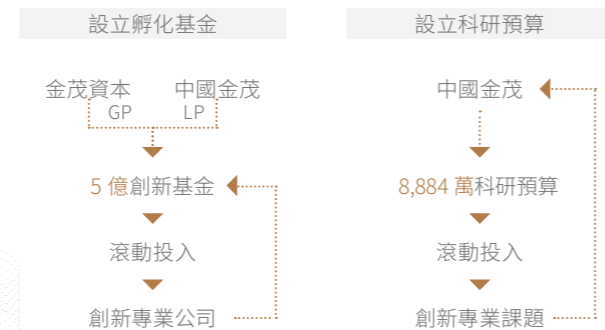 設立孵化基金
金茂資本 中國金茂
GP LP
5 億創新基金
滾動投入
創新專業公司
設立科研預算
中國金茂
8,884 萬科研預算
滾動投入
創新專業課題